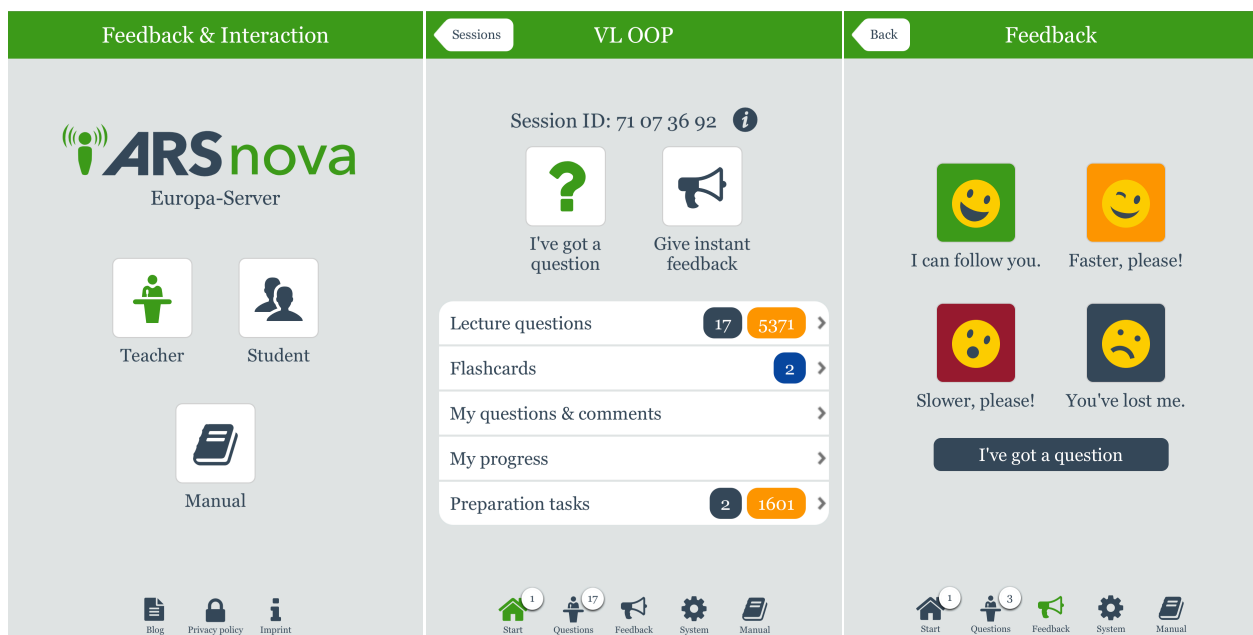 Feedback & Interaction
ARSnova
Europa-Server
Teacher
Student
Manual
Blog
Privacy policy
Imprint
Sessions
VL OOP
Session ID: 71 07 36 92
I've got a
question
Give instant
feedback
Lecture questions 17 5371
Flashcards 2
My questions & comments
My progress
Preparation tasks 2 1601
1
17
Start
Questions
Feedback
System
Manual
Back
Feedback
I can follow you.
Faster, please!
Slower, please!
You've lost me.
I've got a question
1
3
Start
Questions
Feedback
System
Manual